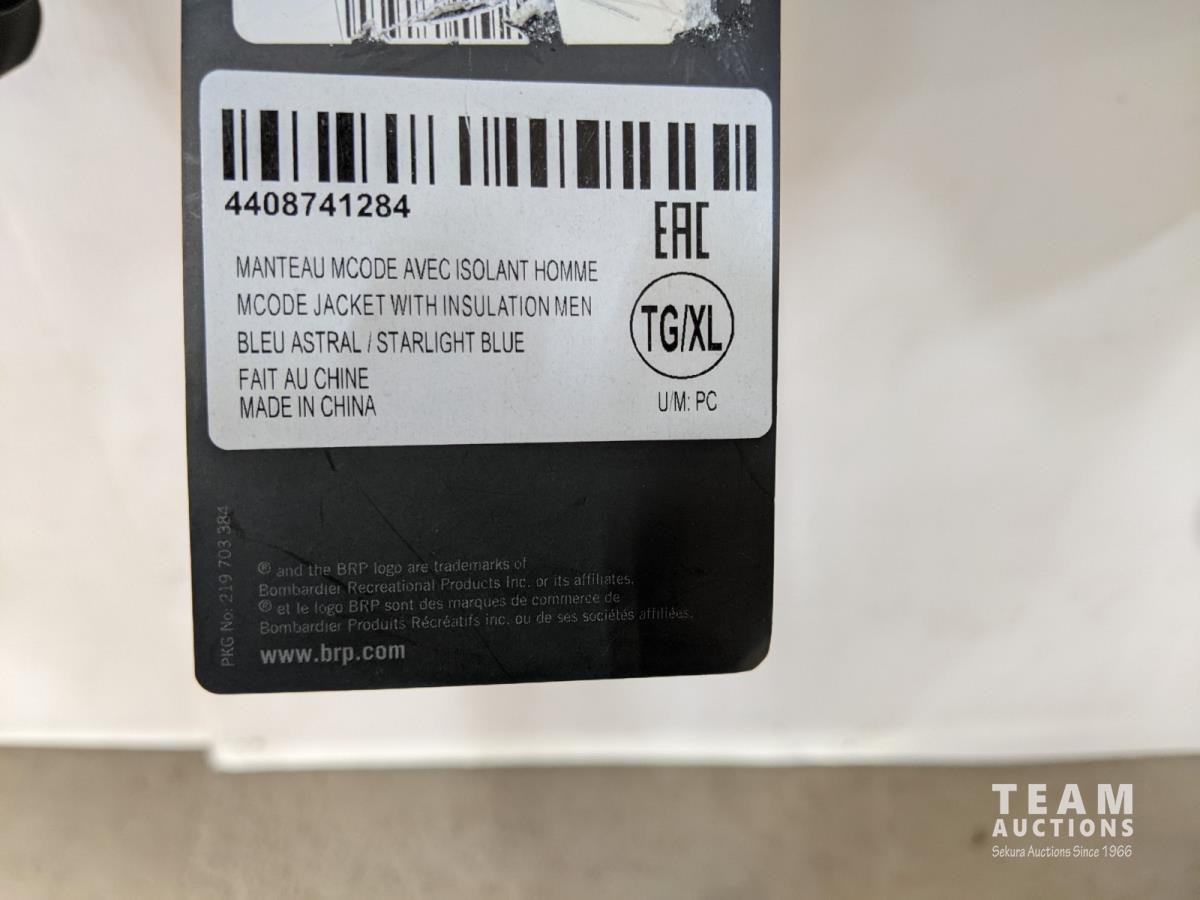 4408741284
EAC
MANTEAU MCODE AVEC ISOLANT HOMME
MCODE JACKET WITH INSULATION MEN
BLEU ASTRAL / STARLIGHT BLUE
FAIT AU CHINE
MADE IN CHINA
TG/XL
U/M: PC
PKG No: 219 703 384
® and the BRP logo are trademarks of
Bombardier Recreational Products Inc. or its affiliates.
® et le logo BRP sont des marques de commerce de
Bombardier Produits Récréatifs inc. ou de ses sociétés affiliées.
www.brp.com
TEAM
AUCTIONS
Sekura Auctions Since 1966